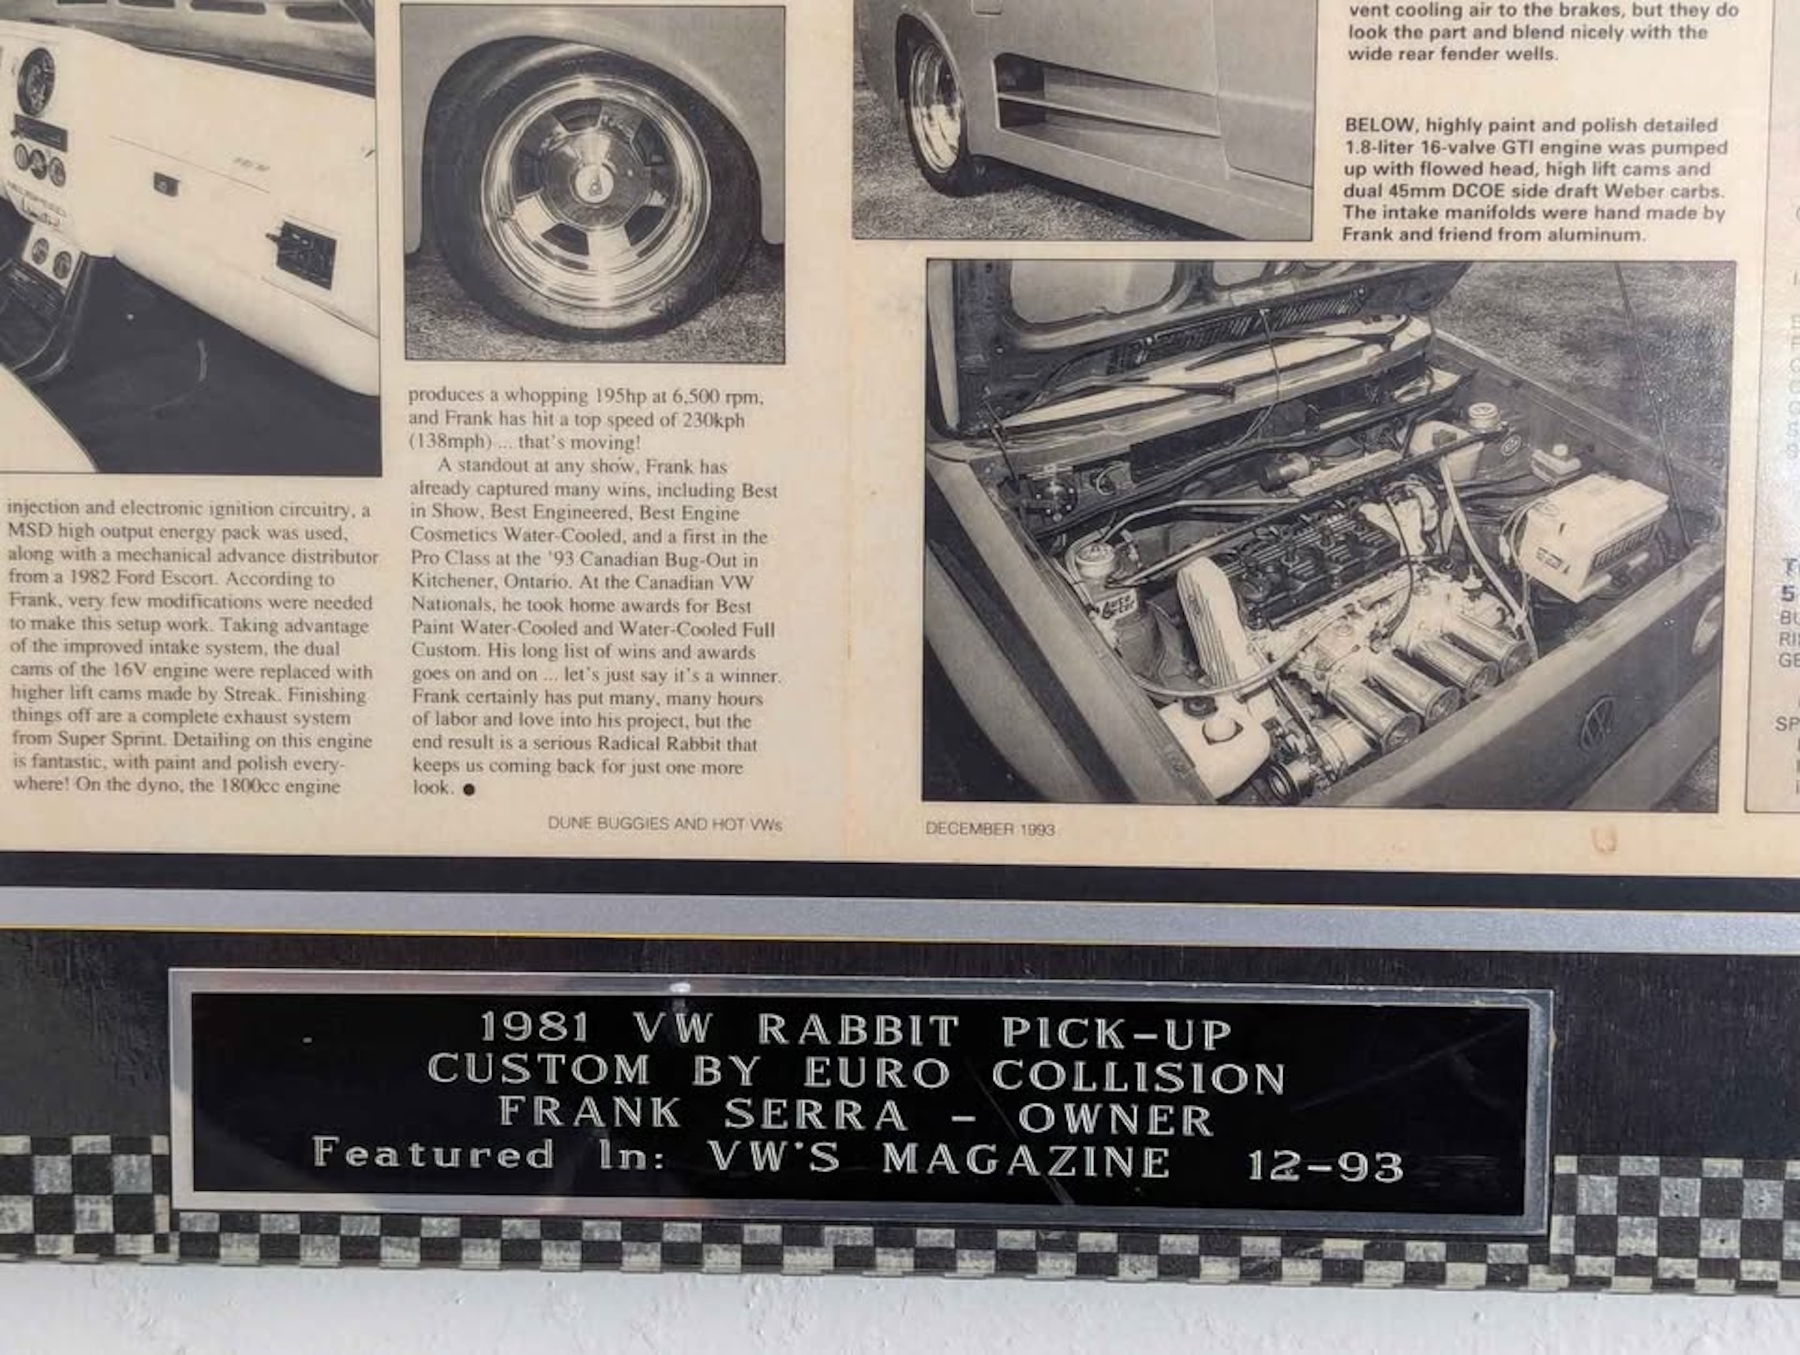 vent cooling air to the brakes, but they do
look the part and blend nicely with the
wide rear fender wells.
BELOW, highly paint and polish detailed
1.8-liter 16-valve GTI engine was pumped
up with flowed head, high lift cams and
dual 45mm DCOE side draft Weber carbs.
The intake manifolds were hand made by
Frank and friend from aluminum.
injection and electronic ignition circuitry, a
MSD high output energy pack was used,
along with a mechanical advance distributor
from a 1982 Ford Escort. According to
Frank, very few modifications were needed
to make this setup work. Taking advantage
of the improved intake system, the dual
cams of the 16V engine were replaced with
higher lift cams made by Streak. Finishing
things off are a complete exhaust system
from Super Sprint. Detailing on this engine
is fantastic, with paint and polish every-
where! On the dyno, the 1800cc engine
produces a whopping 195hp at 6,500 rpm,
and Frank has hit a top speed of 230kph
(138mph) ... that's moving!
A standout at any show, Frank has
already captured many wins, including Best
in Show, Best Engineered, Best Engine
Cosmetics Water-Cooled, and a first in the
Pro Class at the '93 Canadian Bug-Out in
Kitchener, Ontario. At the Canadian VW
Nationals, he took home awards for Best
Paint Water-Cooled and Water-Cooled Full
Custom. His long list of wins and awards
goes on and on ... let's just say it's a winner.
Frank certainly has put many, many hours
of labor and love into his project, but the
end result is a serious Radical Rabbit that
keeps us coming back for just one more
look. ●
DUNE BUGGIES AND HOT VWs
DECEMBER 1993
1981 VW RABBIT PICK-UP
CUSTOM BY EURO COLLISION
FRANK SERRA - OWNER
Featured In: VW'S MAGAZINE 12-93